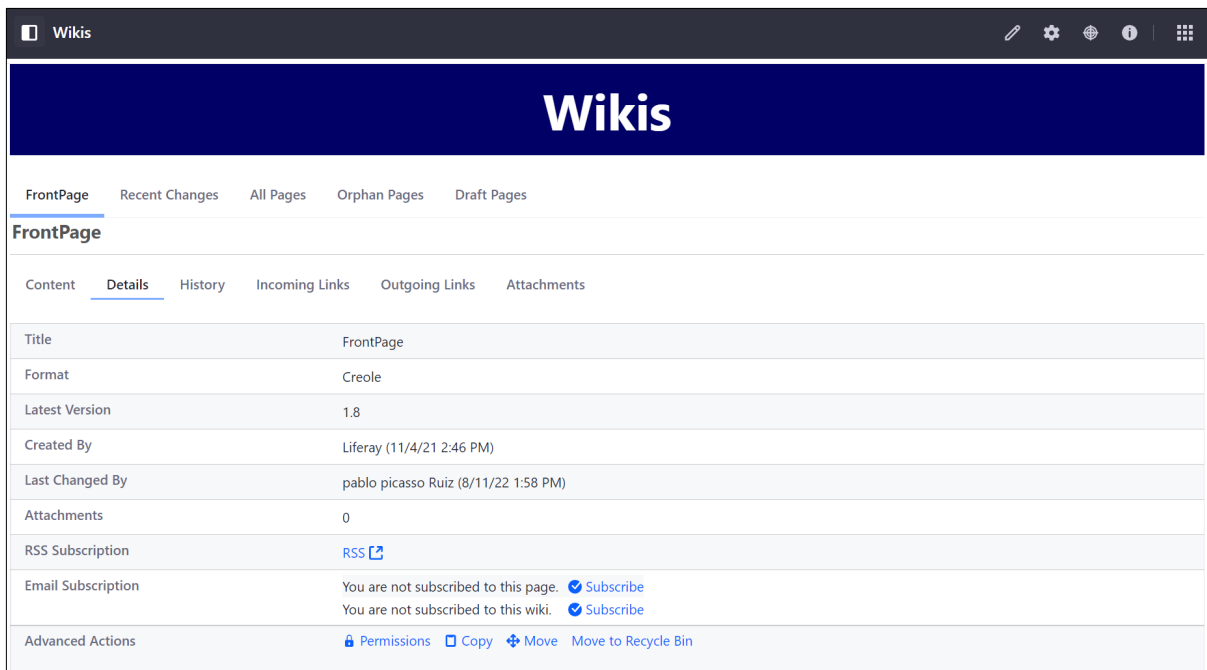 Wikis
Wikis
FrontPage Recent Changes All Pages Orphan Pages Draft Pages
FrontPage
Content Details History Incoming Links Outgoing Links Attachments
Title FrontPage
Format Creole
Latest Version 1.8
Created By Liferay (11/4/21 2:46 PM)
Last Changed By pablo picasso Ruiz (8/11/22 1:58 PM)
Attachments 0
RSS Subscription RSS
Email Subscription You are not subscribed to this page. Subscribe
You are not subscribed to this wiki. Subscribe
Advanced Actions Permissions Copy Move Move to Recycle Bin